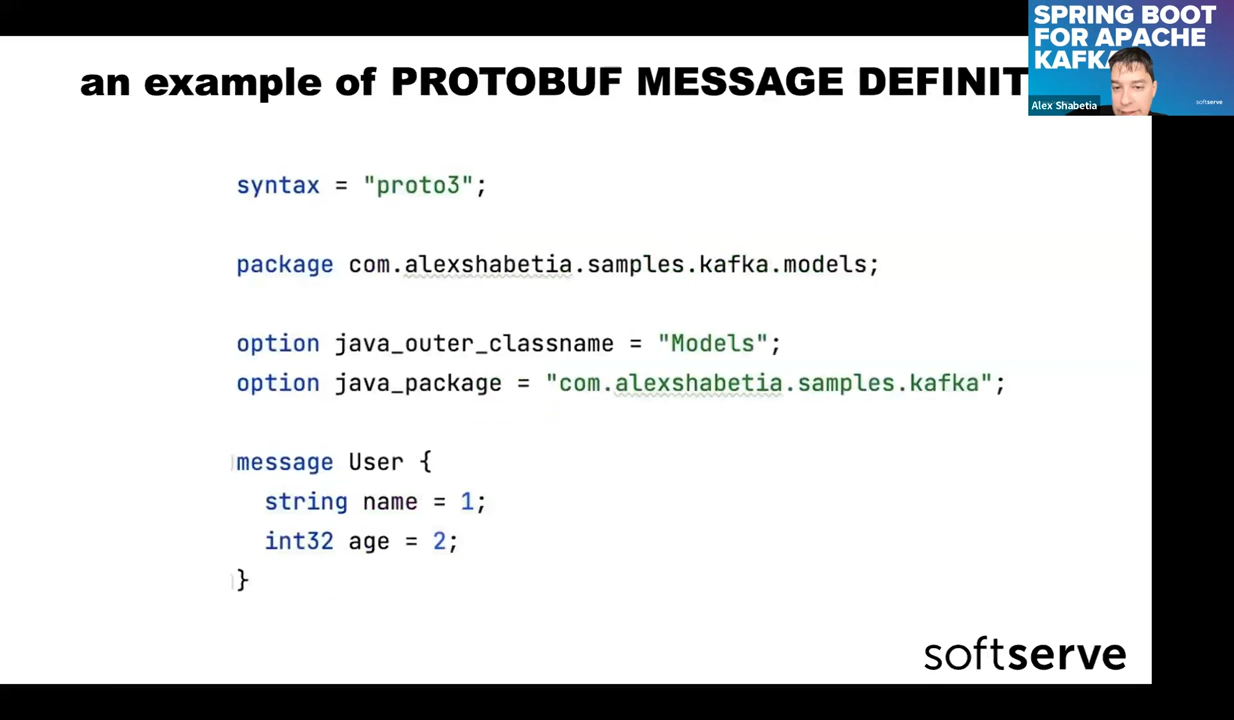 an example of PROTOBUF MESSAGE DEFINIT
SPRING BOOT
FOR APACHE
KAFKA
Alex Shabetia
softserve
syntax = "proto3";
package com.alexshabetia.samples.kafka.models;
option java_outer_classname = "Models";
option java_package = "com.alexshabetia.samples.kafka";
message User {
string name = 1;
int32 age = 2;
}
softserve